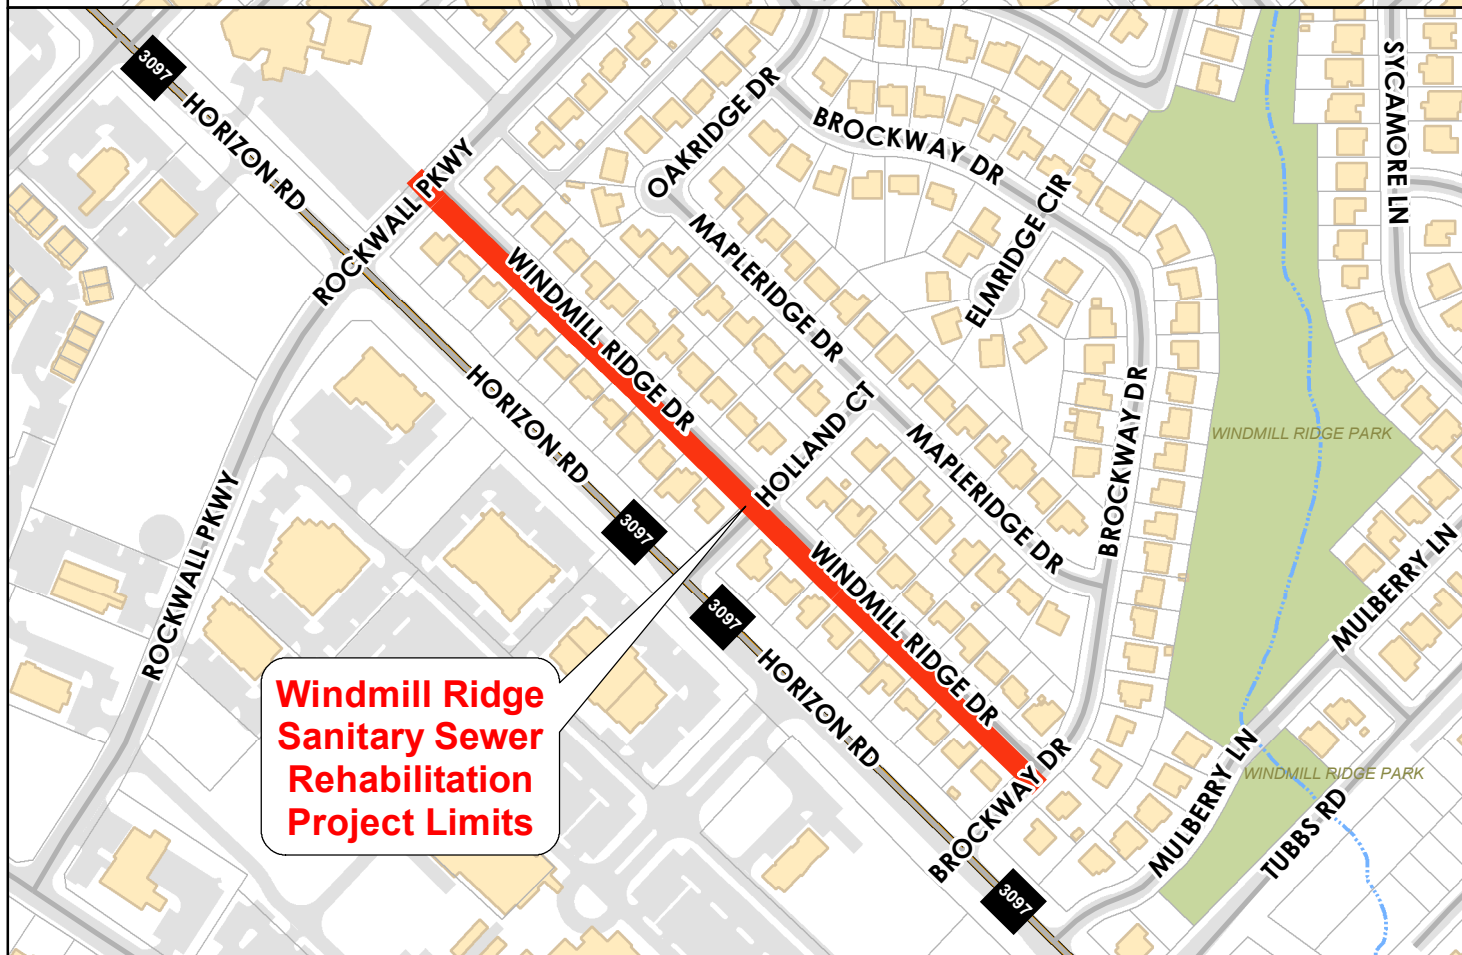 3097
HORIZON RD
ROCKWALL PKWY
OAKRIDGE DR
BROCKWAY DR
SYCAMORE LN
ELMRIDGE CIR
MAPLERIDGE DR
WINDMILL RIDGE DR
HORIZON RD
HOLLAND CT
MAPLERIDGE DR
BROCKWAY DR
WINDMILL RIDGE PARK
ROCKWALL PKWY
3097
3097
WINDMILL RIDGE DR
MULBERRY LN
HORIZON RD
Windmill Ridge
Sanitary Sewer
Rehabilitation
Project Limits
BROCKWAY DR
MULBERRY LN
WINDMILL RIDGE PARK
TUBBS RD
3097